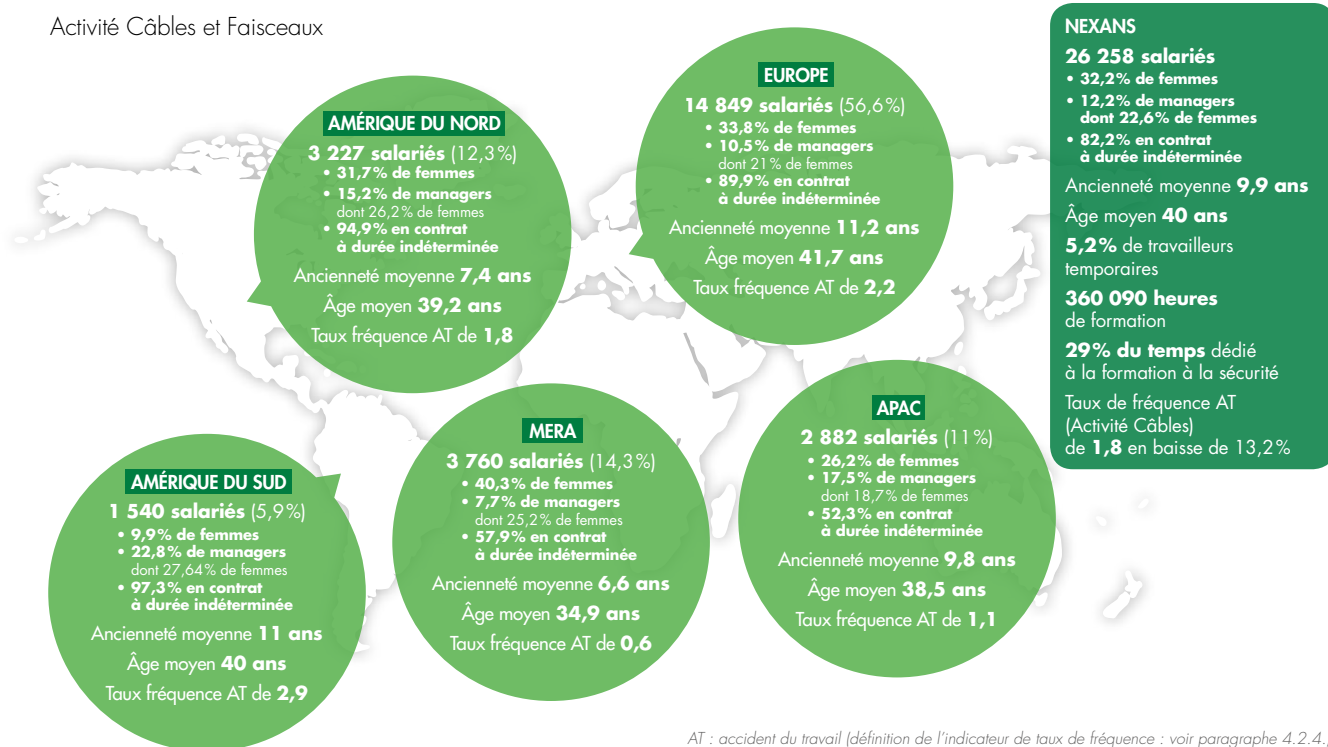 Activité Câbles et Faisceaux
AMÉRIQUE DU NORD
3 227 salariés (12,3%)
• 31,7% de femmes
• 15,2% de managers
dont 26,2% de femmes
• 94,9% en contrat
à durée indéterminée
Ancienneté moyenne 7,4 ans
Âge moyen 39,2 ans
Taux fréquence AT de 1,8
EUROPE
14 849 salariés (56,6%)
• 33,8% de femmes
• 10,5% de managers
dont 21% de femmes
• 89,9% en contrat
à durée indéterminée
Ancienneté moyenne 11,2 ans
Âge moyen 41,7 ans
Taux fréquence AT de 2,2
NEXANS
26 258 salariés
• 32,2% de femmes
• 12,2% de managers
dont 22,6% de femmes
• 82,2% en contrat
à durée indéterminée
Ancienneté moyenne 9,9 ans
Âge moyen 40 ans
5,2% de travailleurs
temporaires
360 090 heures
de formation
29% du temps dédié
à la formation à la sécurité
Taux de fréquence AT
(Activité Câbles)
de 1,8 en baisse de 13,2%
AMÉRIQUE DU SUD
1 540 salariés (5,9%)
• 9,9% de femmes
• 22,8% de managers
dont 27,64% de femmes
• 97,3% en contrat
à durée indéterminée
Ancienneté moyenne 11 ans
Âge moyen 40 ans
Taux fréquence AT de 2,9
MERA
3 760 salariés (14,3%)
• 40,3% de femmes
• 7,7% de managers
dont 25,2% de femmes
• 57,9% en contrat
à durée indéterminée
Ancienneté moyenne 6,6 ans
Âge moyen 34,9 ans
Taux fréquence AT de 0,6
APAC
2 882 salariés (11%)
• 26,2% de femmes
• 17,5% de managers
dont 18,7% de femmes
• 52,3% en contrat
à durée indéterminée
Ancienneté moyenne 9,8 ans
Âge moyen 38,5 ans
Taux fréquence AT de 1,1
AT : accident du travail (définition de l'indicateur de taux de fréquence : voir paragraphe 4.2.4.)